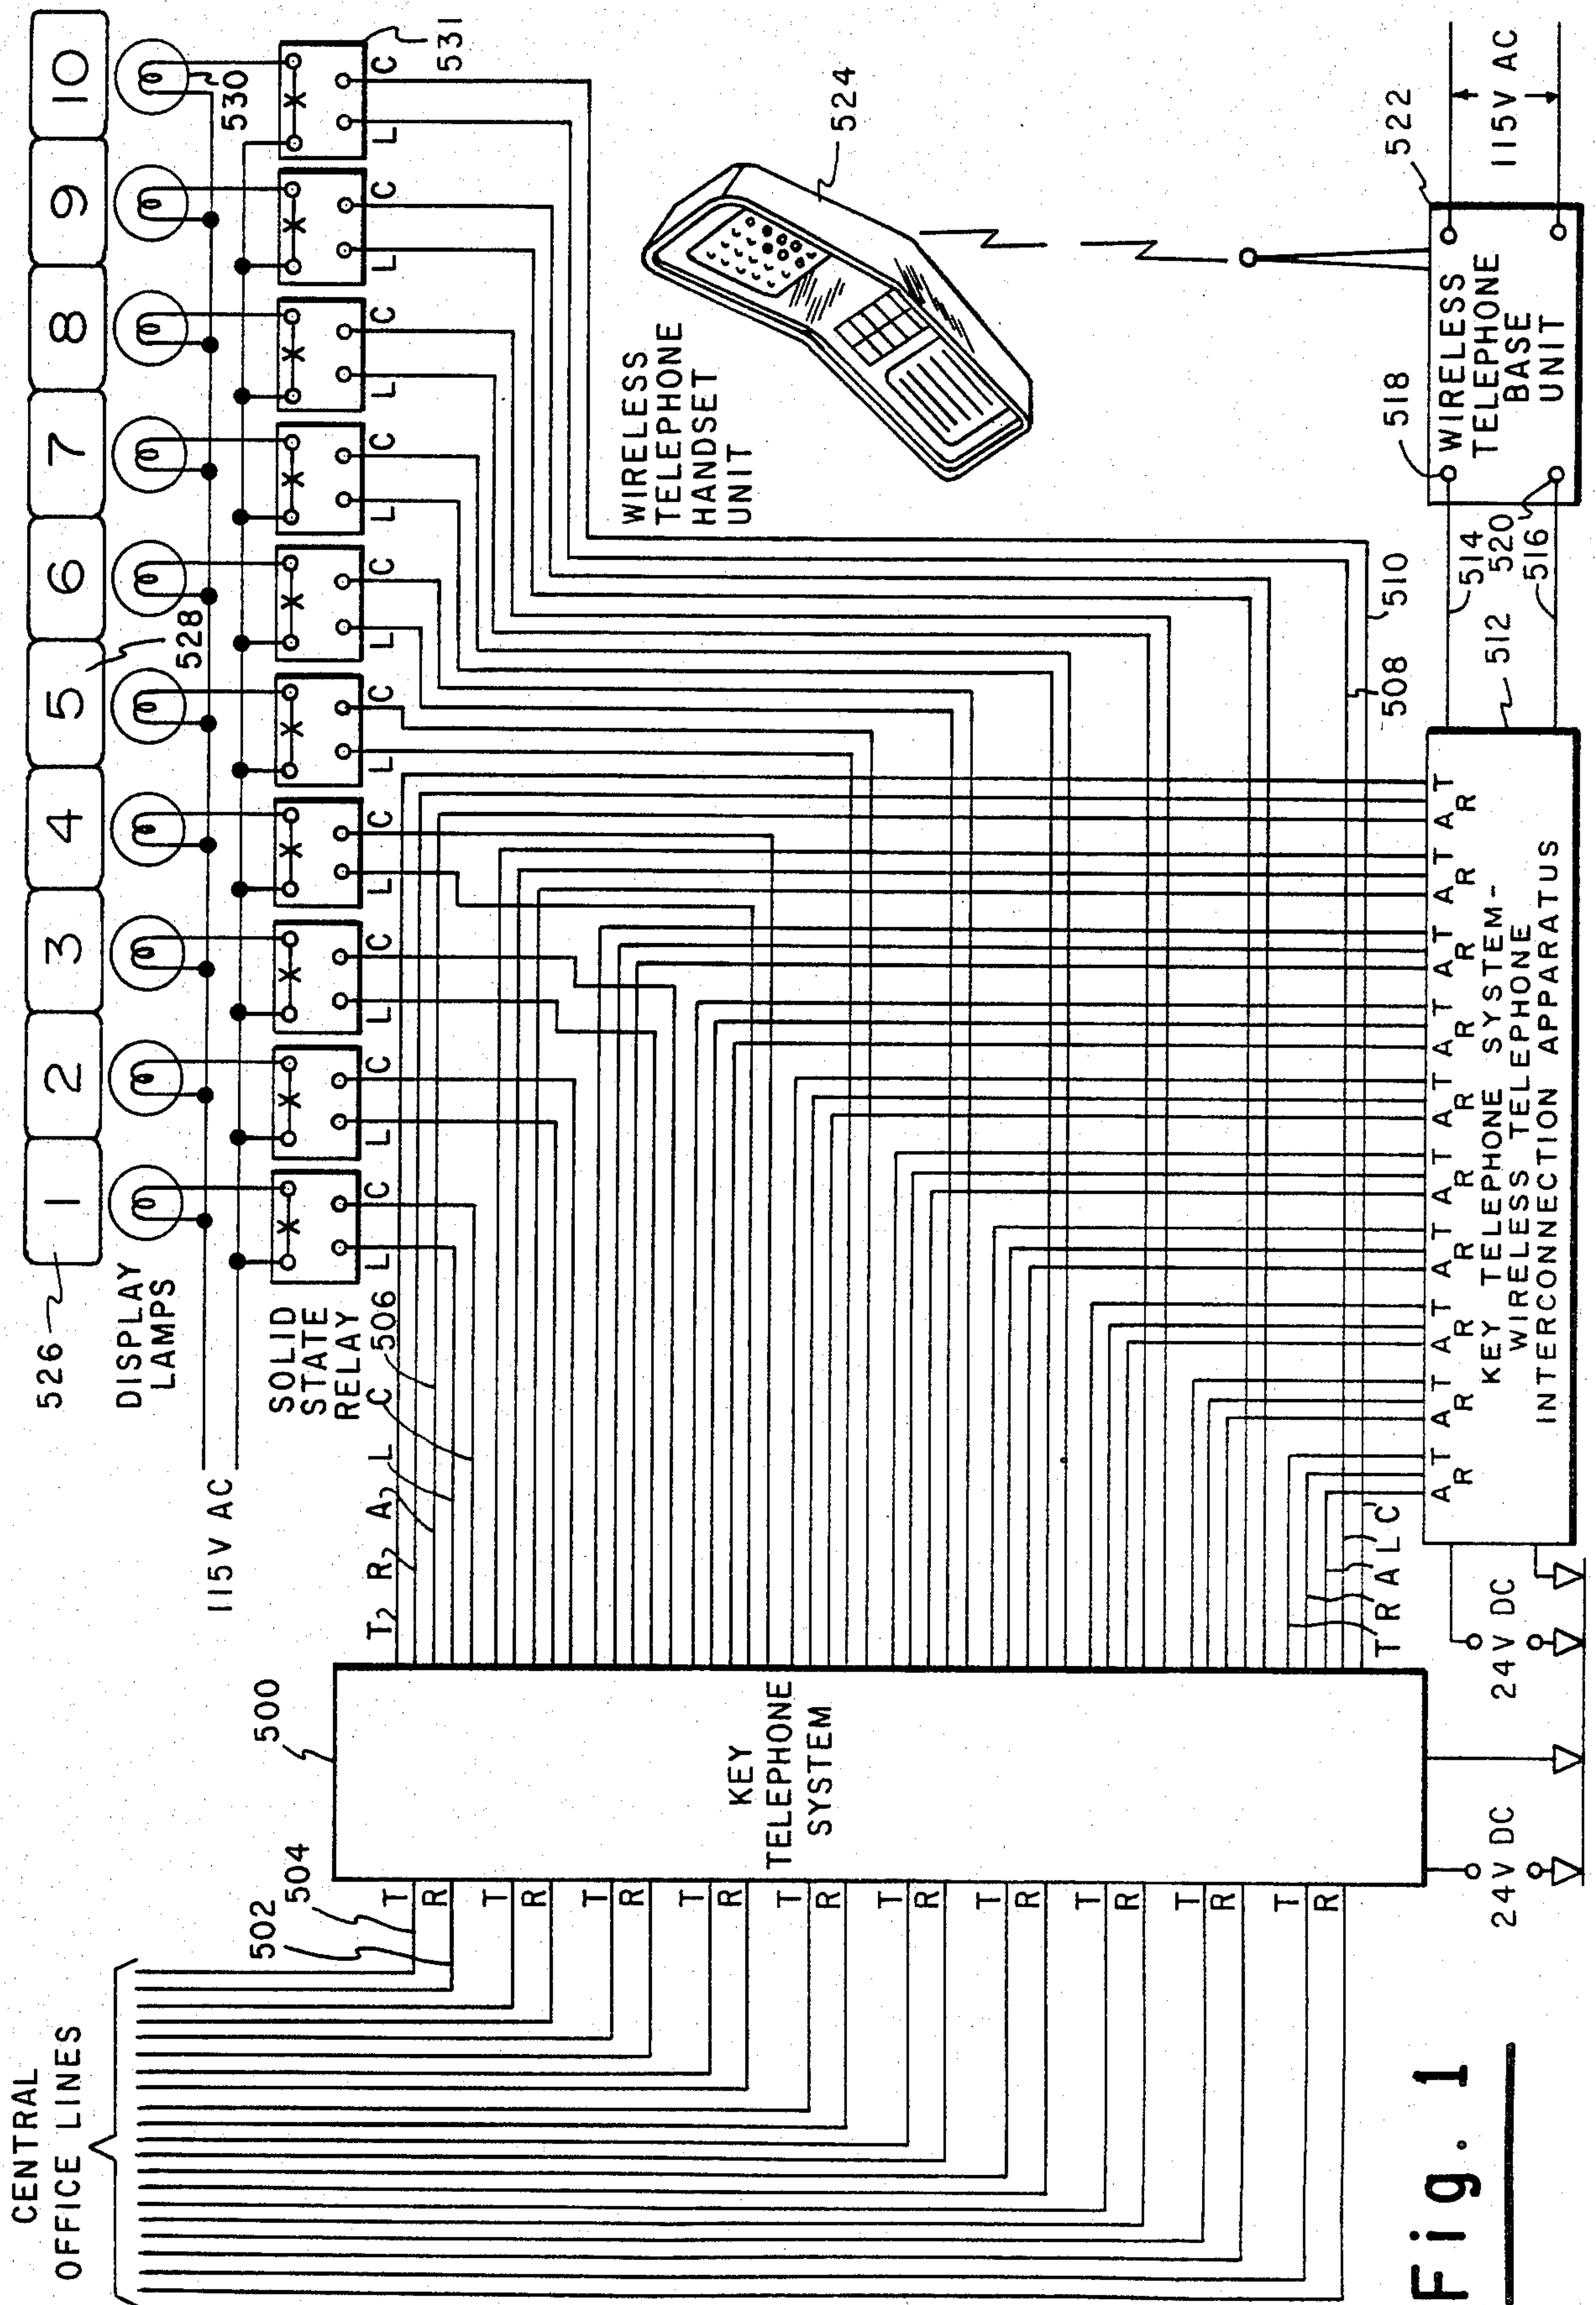 CENTRAL
OFFICE LINES
502
504
T
R
T
R
T
R
T
R
T
R
T
R
T
R
T
R
T
R
T
R
500
KEY
TELEPHONE
SYSTEM
24V DC
24V DC
115V AC
T R A L C
506
T R A L C
526
1 2 3 4 5 6 7 8 9 10
528
DISPLAY
LAMPS
530
SOLID
STATE
RELAY
531
L C L C L C L C L C L C L C L C L C L C
WIRELESS
TELEPHONE
HANDSET
UNIT
524
508
510
A R T A R T A R T A R T A R T A R T A R T A R T A R T A R T
KEY TELEPHONE SYSTEM-
WIRELESS TELEPHONE
INTERCONNECTION APPARATUS
512
514
516
518
520
522
WIRELESS
TELEPHONE
BASE
UNIT
115V AC
Fig. 1